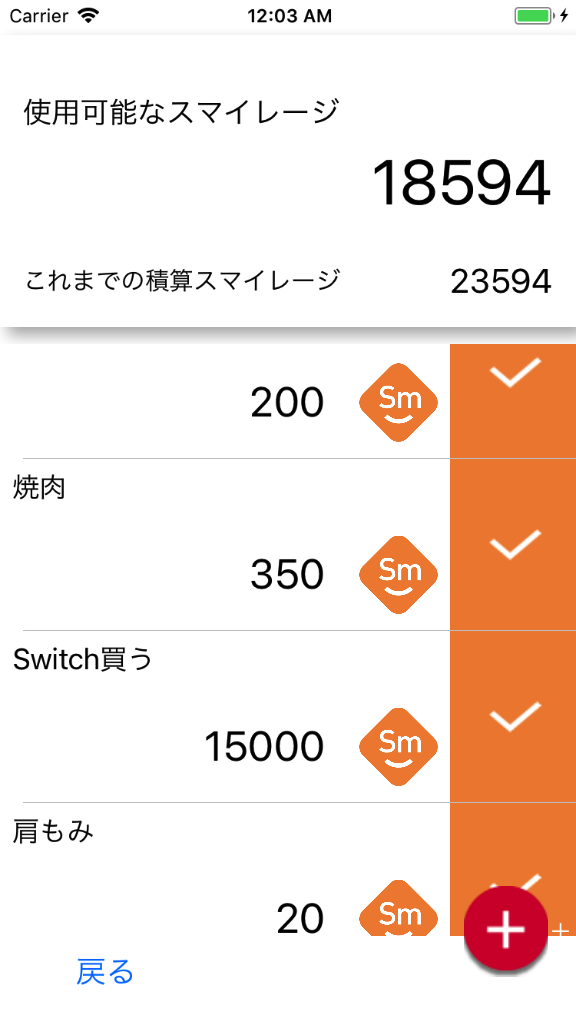 Carrier 12:03 AM
使用可能なスマイレージ
18594
これまでの積算スマイレージ 23594
200 Sm
焼肉
350 Sm
Switch買う
15000 Sm
肩もみ
20 Sm
+ +
戻る